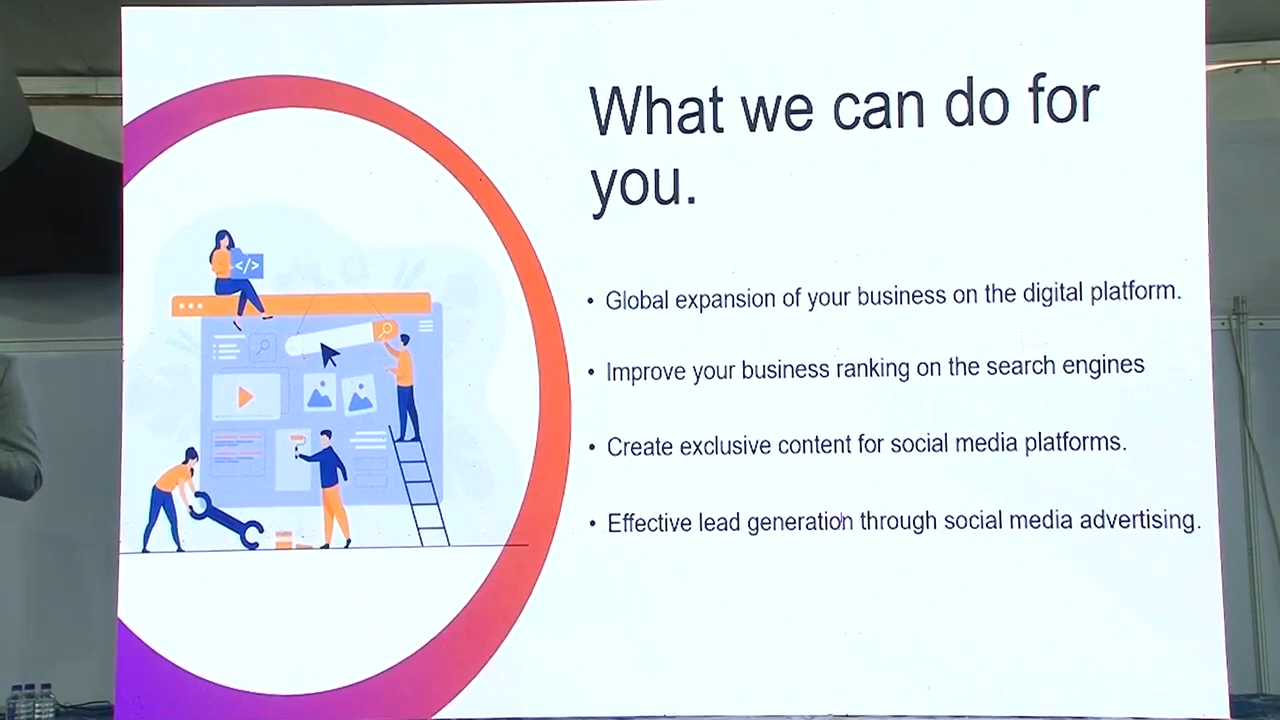 What we can do for
you.
• Global expansion of your business on the digital platform.
• Improve your business ranking on the search engines
• Create exclusive content for social media platforms.
• Effective lead generation through social media advertising.
</>